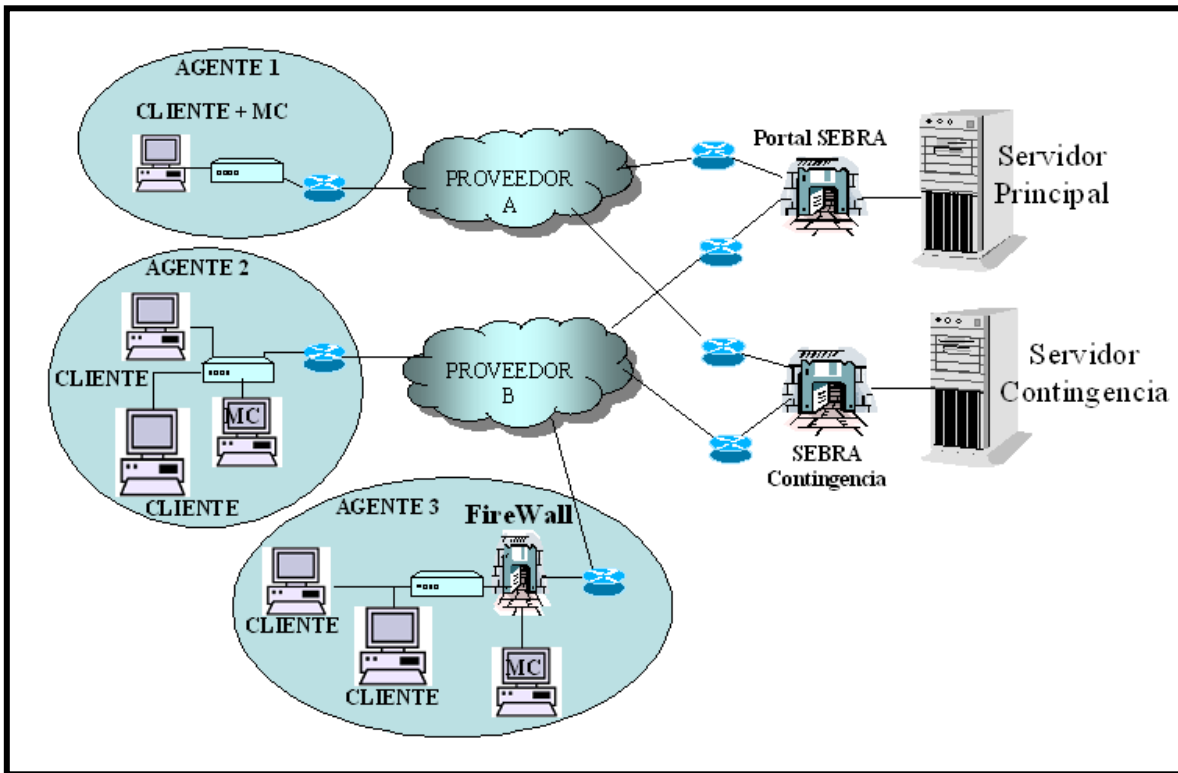 AGENTE 1
CLIENTE + MC
PROVEEDOR
A
Portal SEBRA
Servidor
Principal
AGENTE 2
CLIENTE
MC
CLIENTE
PROVEEDOR
B
SEBRA
Contingencia
Servidor
Contingencia
AGENTE 3
FireWall
CLIENTE
CLIENTE
MC